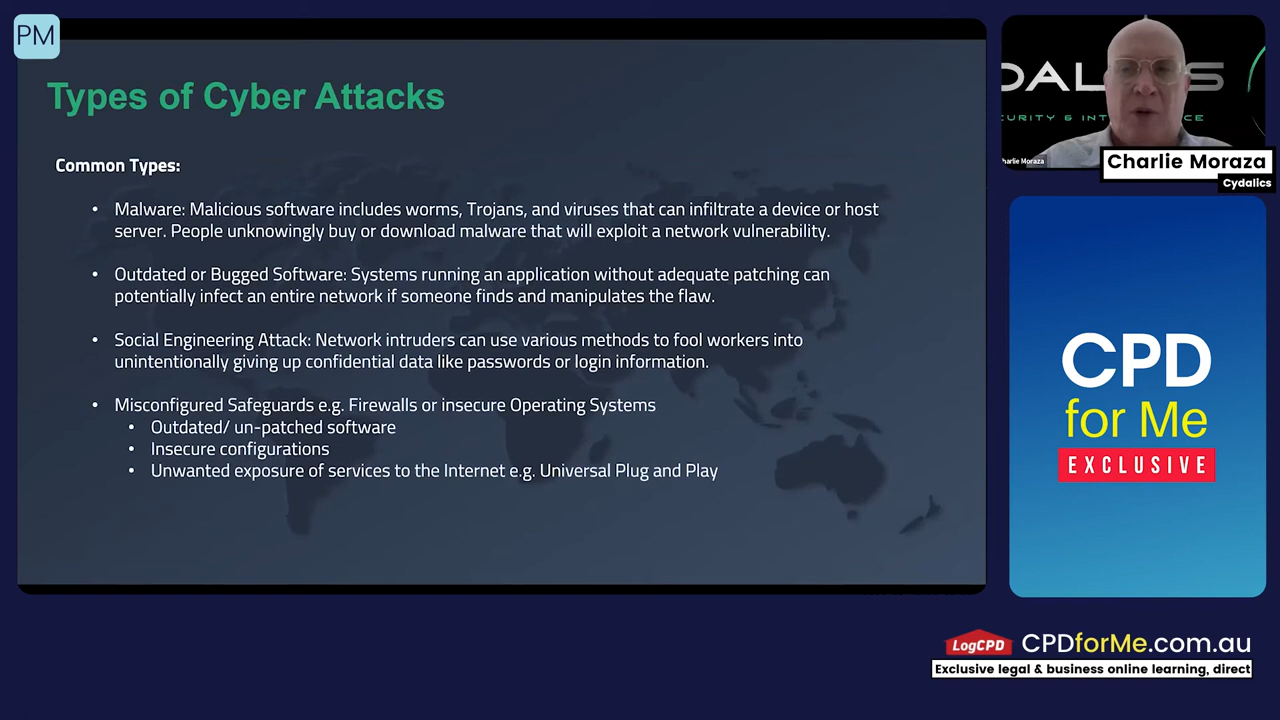 PM
Types of Cyber Attacks
Common Types:
• Malware: Malicious software includes worms, Trojans, and viruses that can infiltrate a device or host
server. People unknowingly buy or download malware that will exploit a network vulnerability.
• Outdated or Bugged Software: Systems running an application without adequate patching can
potentially infect an entire network if someone finds and manipulates the flaw.
• Social Engineering Attack: Network intruders can use various methods to fool workers into
unintentionally giving up confidential data like passwords or login information.
• Misconfigured Safeguards e.g. Firewalls or insecure Operating Systems
• Outdated/ un-patched software
• Insecure configurations
• Unwanted exposure of services to the Internet e.g. Universal Plug and Play
Charlie Moraza
Cydalics
CPD
for Me
EXCLUSIVE
LogCPD
CPDforMe.com.au
Exclusive legal & business online learning, direct